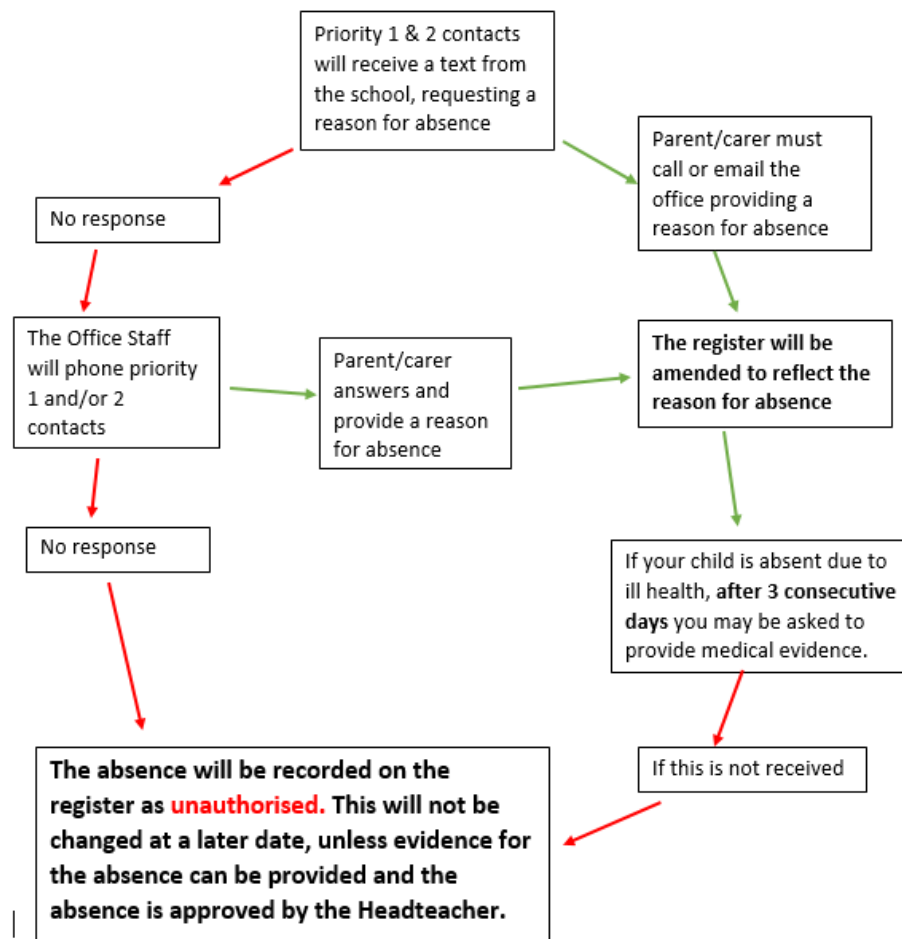 Priority 1 & 2 contacts
will receive a text from
the school, requesting a
reason for absence
Parent/carer must
call or email the
office providing a
reason for absence
No response
The Office Staff
will phone priority
1 and/or 2
contacts
Parent/carer
answers and
provide a reason
for absence
The register will be
amended to reflect the
reason for absence
No response
If your child is absent due to
ill health, after 3 consecutive
days you may be asked to
provide medical evidence.
If this is not received
The absence will be recorded on the
register as unauthorised. This will not be
changed at a later date, unless evidence for
the absence can be provided and the
absence is approved by the Headteacher.